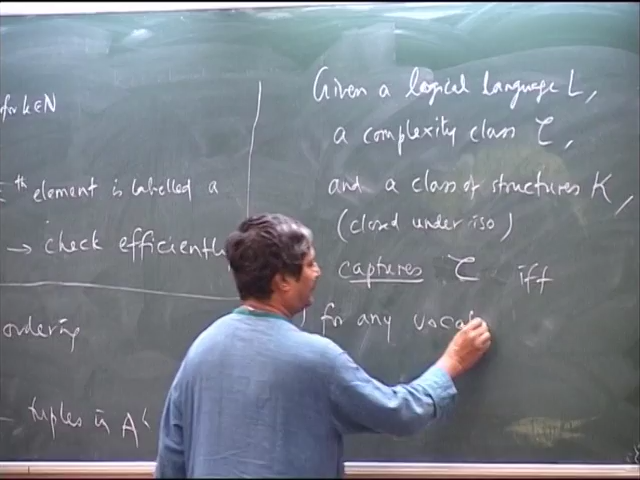 for k ∈ N
th element is labelled a
→ check efficiently
ordering
tuples in A
Given a logical language L,
a complexity class C,
and a class of structures K,
(closed under iso)
captures C iff
for any vocab